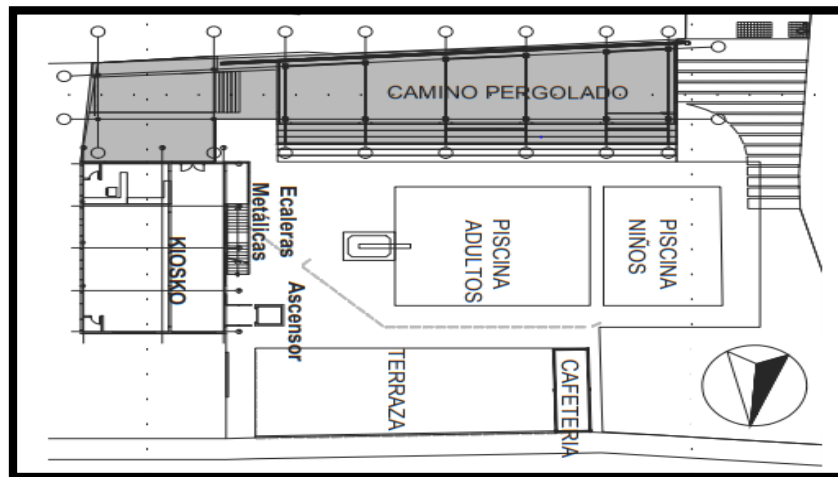 CAMINO PERGOLADO
Ecaleras
Metálicas
KIOSKO
Ascensor
PISCINA
ADULTOS
PISCINA
NIÑOS
TERRAZA
CAFETERIA